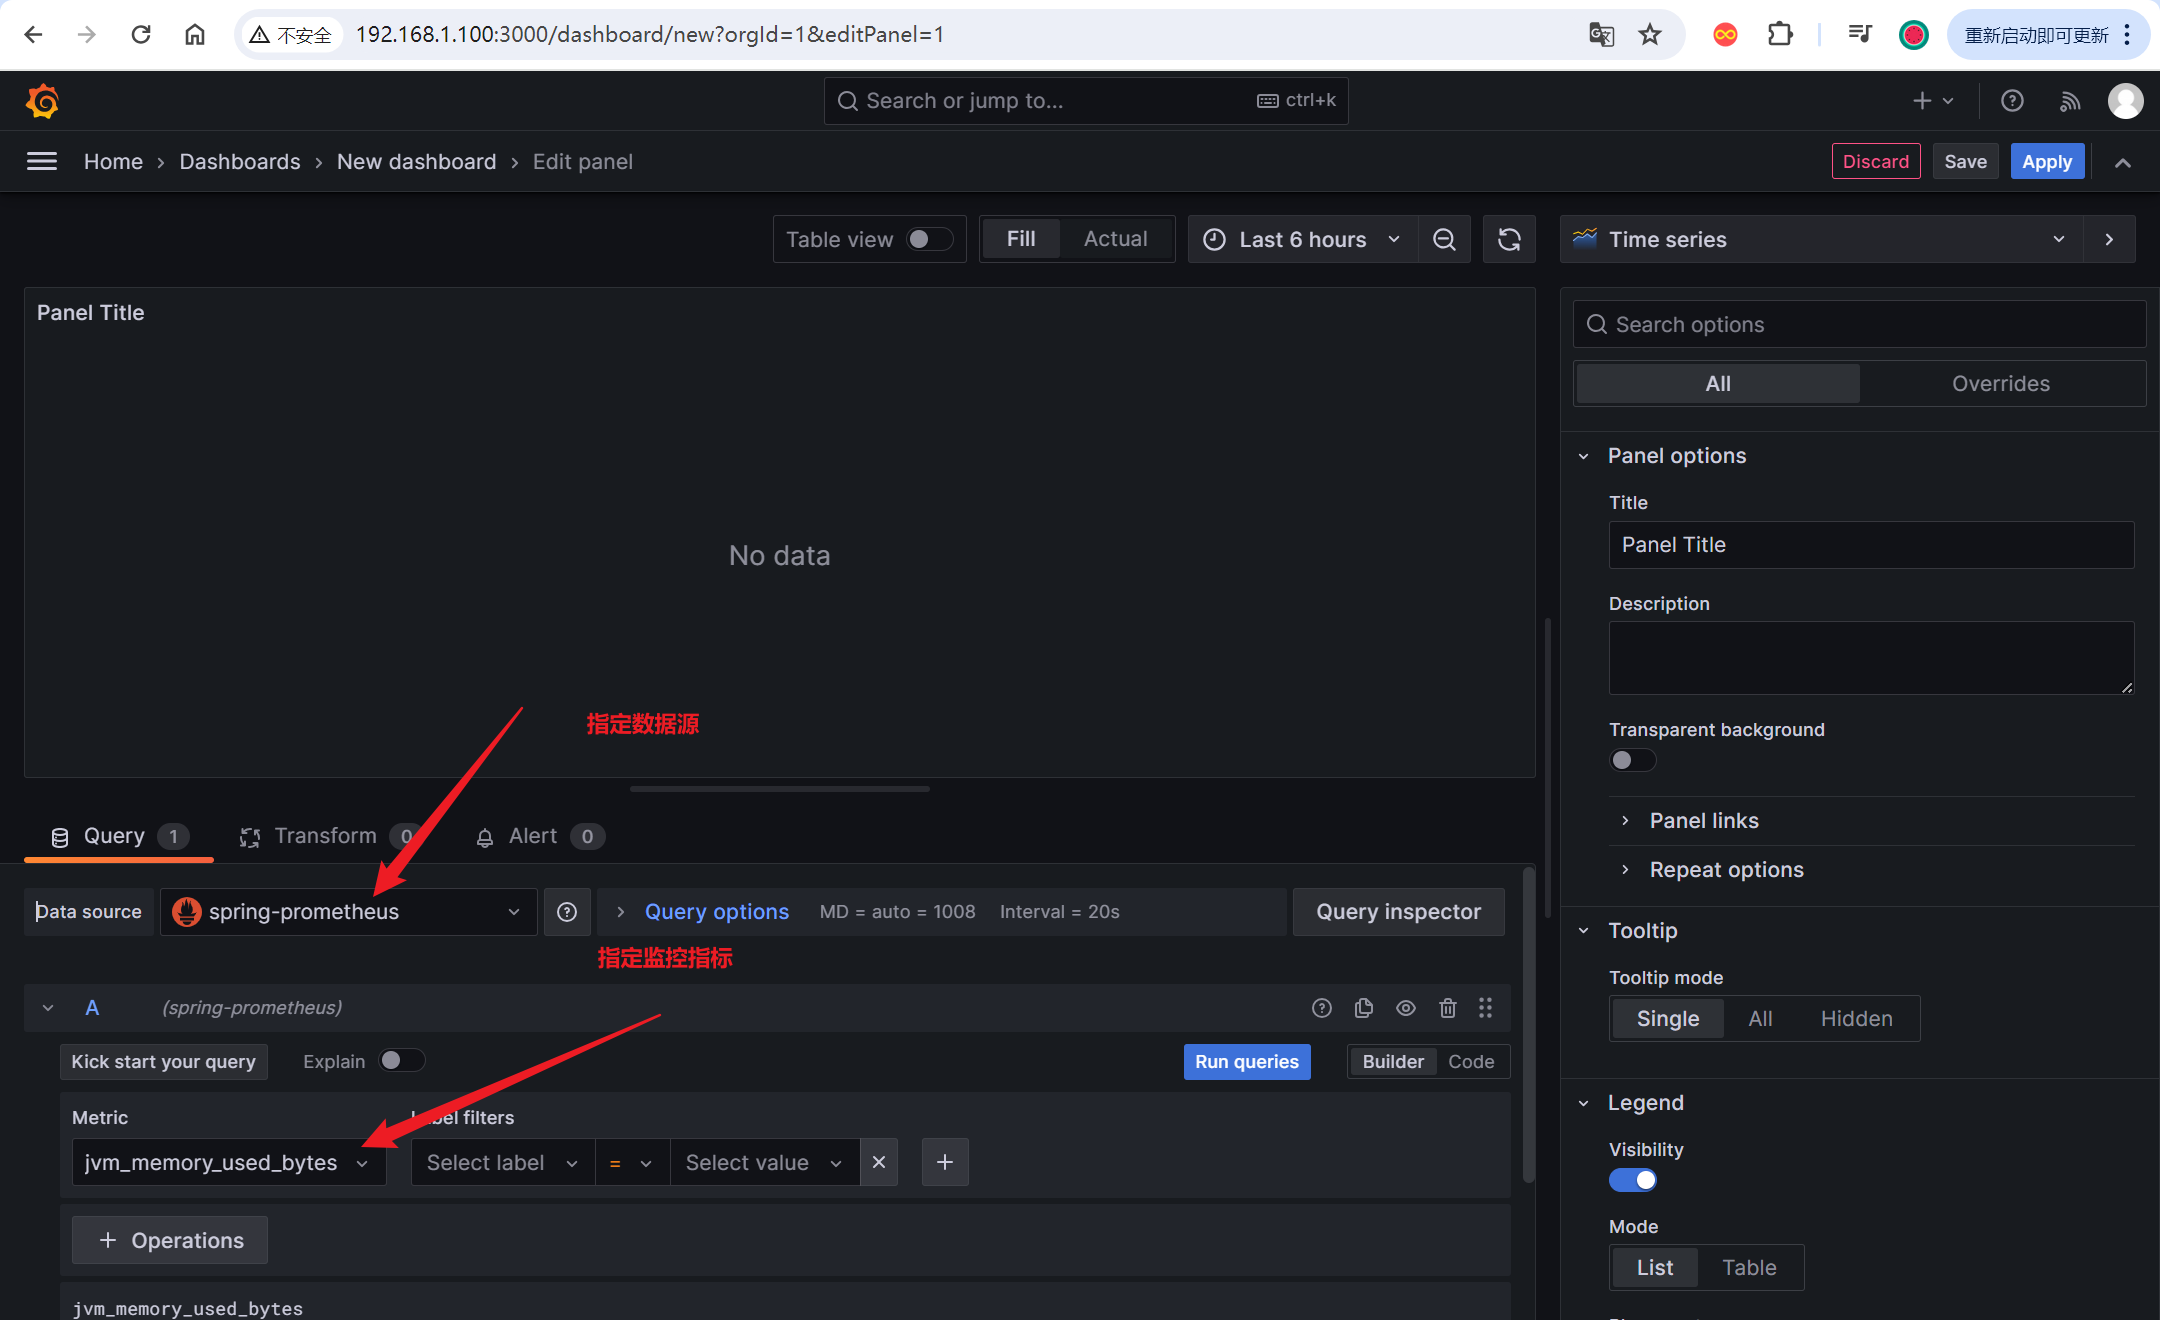 不安全
192.168.1.100:3000/dashboard/new?orgId=1&editPanel=1
重新启动即可更新
Search or jump to...
ctrl+k
Home › Dashboards › New dashboard › Edit panel
Discard
Save
Apply
Table view
Fill
Actual
Last 6 hours
Time series
Panel Title
No data
指定数据源
Search options
All
Overrides
Panel options
Title
Panel Title
Description
Transparent background
Panel links
Repeat options
Query 1
Transform 0
Alert 0
Data source
spring-prometheus
Query options
MD = auto = 1008
Interval = 20s
Query inspector
指定监控指标
A
(spring-prometheus)
Kick start your query
Explain
Run queries
Builder
Code
Metric
filters
jvm_memory_used_bytes
Select label
=
Select value
+ Operations
jvm_memory_used_bytes
Tooltip
Tooltip mode
Single
All
Hidden
Legend
Visibility
Mode
List
Table